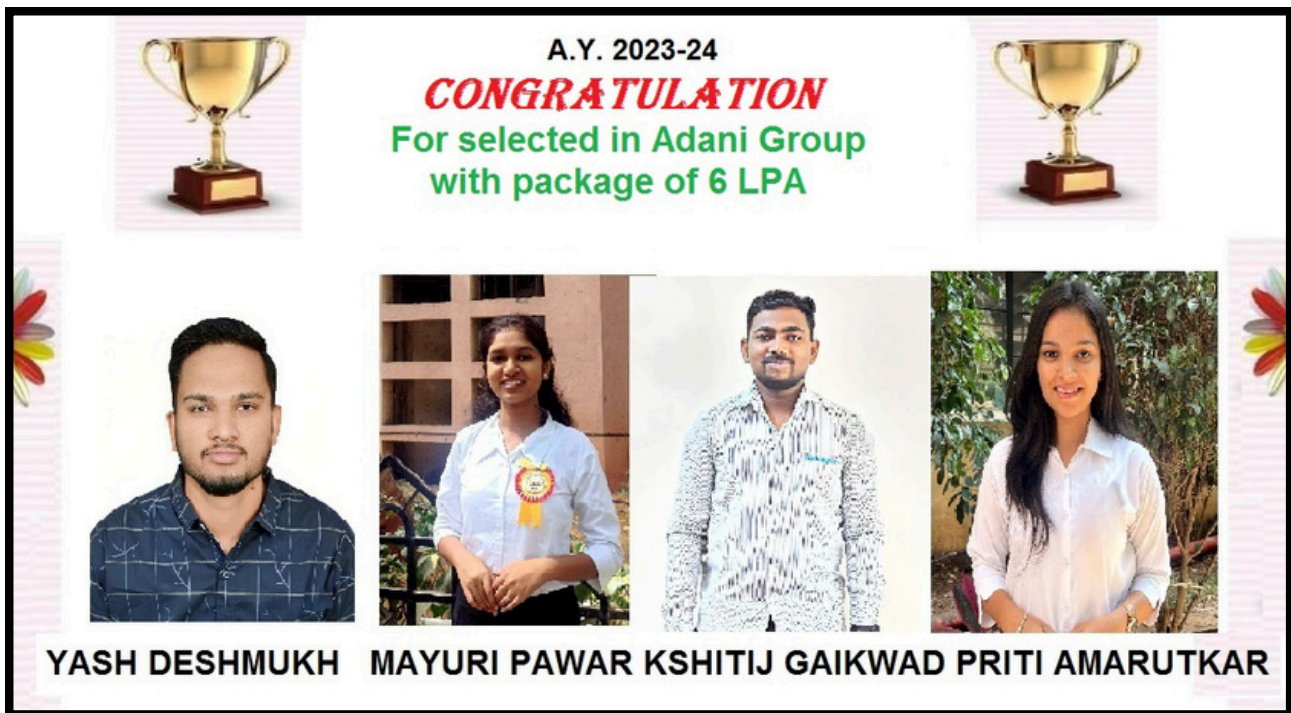 A.Y. 2023-24
CONGRATULATION
For selected in Adani Group
with package of 6 LPA
YASH DESHMUKH MAYURI PAWAR KSHITIJ GAIKWAD PRITI AMARUTKAR